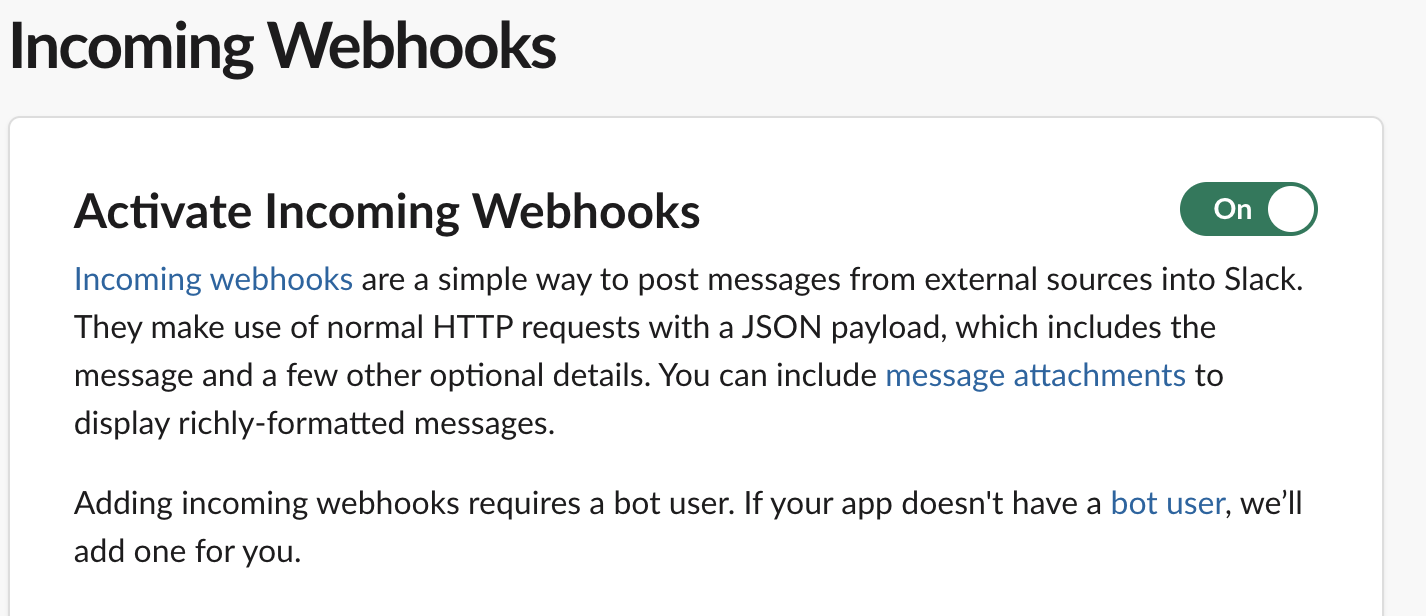 Incoming Webhooks
Activate Incoming Webhooks
On
Incoming webhooks are a simple way to post messages from external sources into Slack.
They make use of normal HTTP requests with a JSON payload, which includes the
message and a few other optional details. You can include message attachments to
display richly-formatted messages.
Adding incoming webhooks requires a bot user. If your app doesn't have a bot user, we’ll
add one for you.